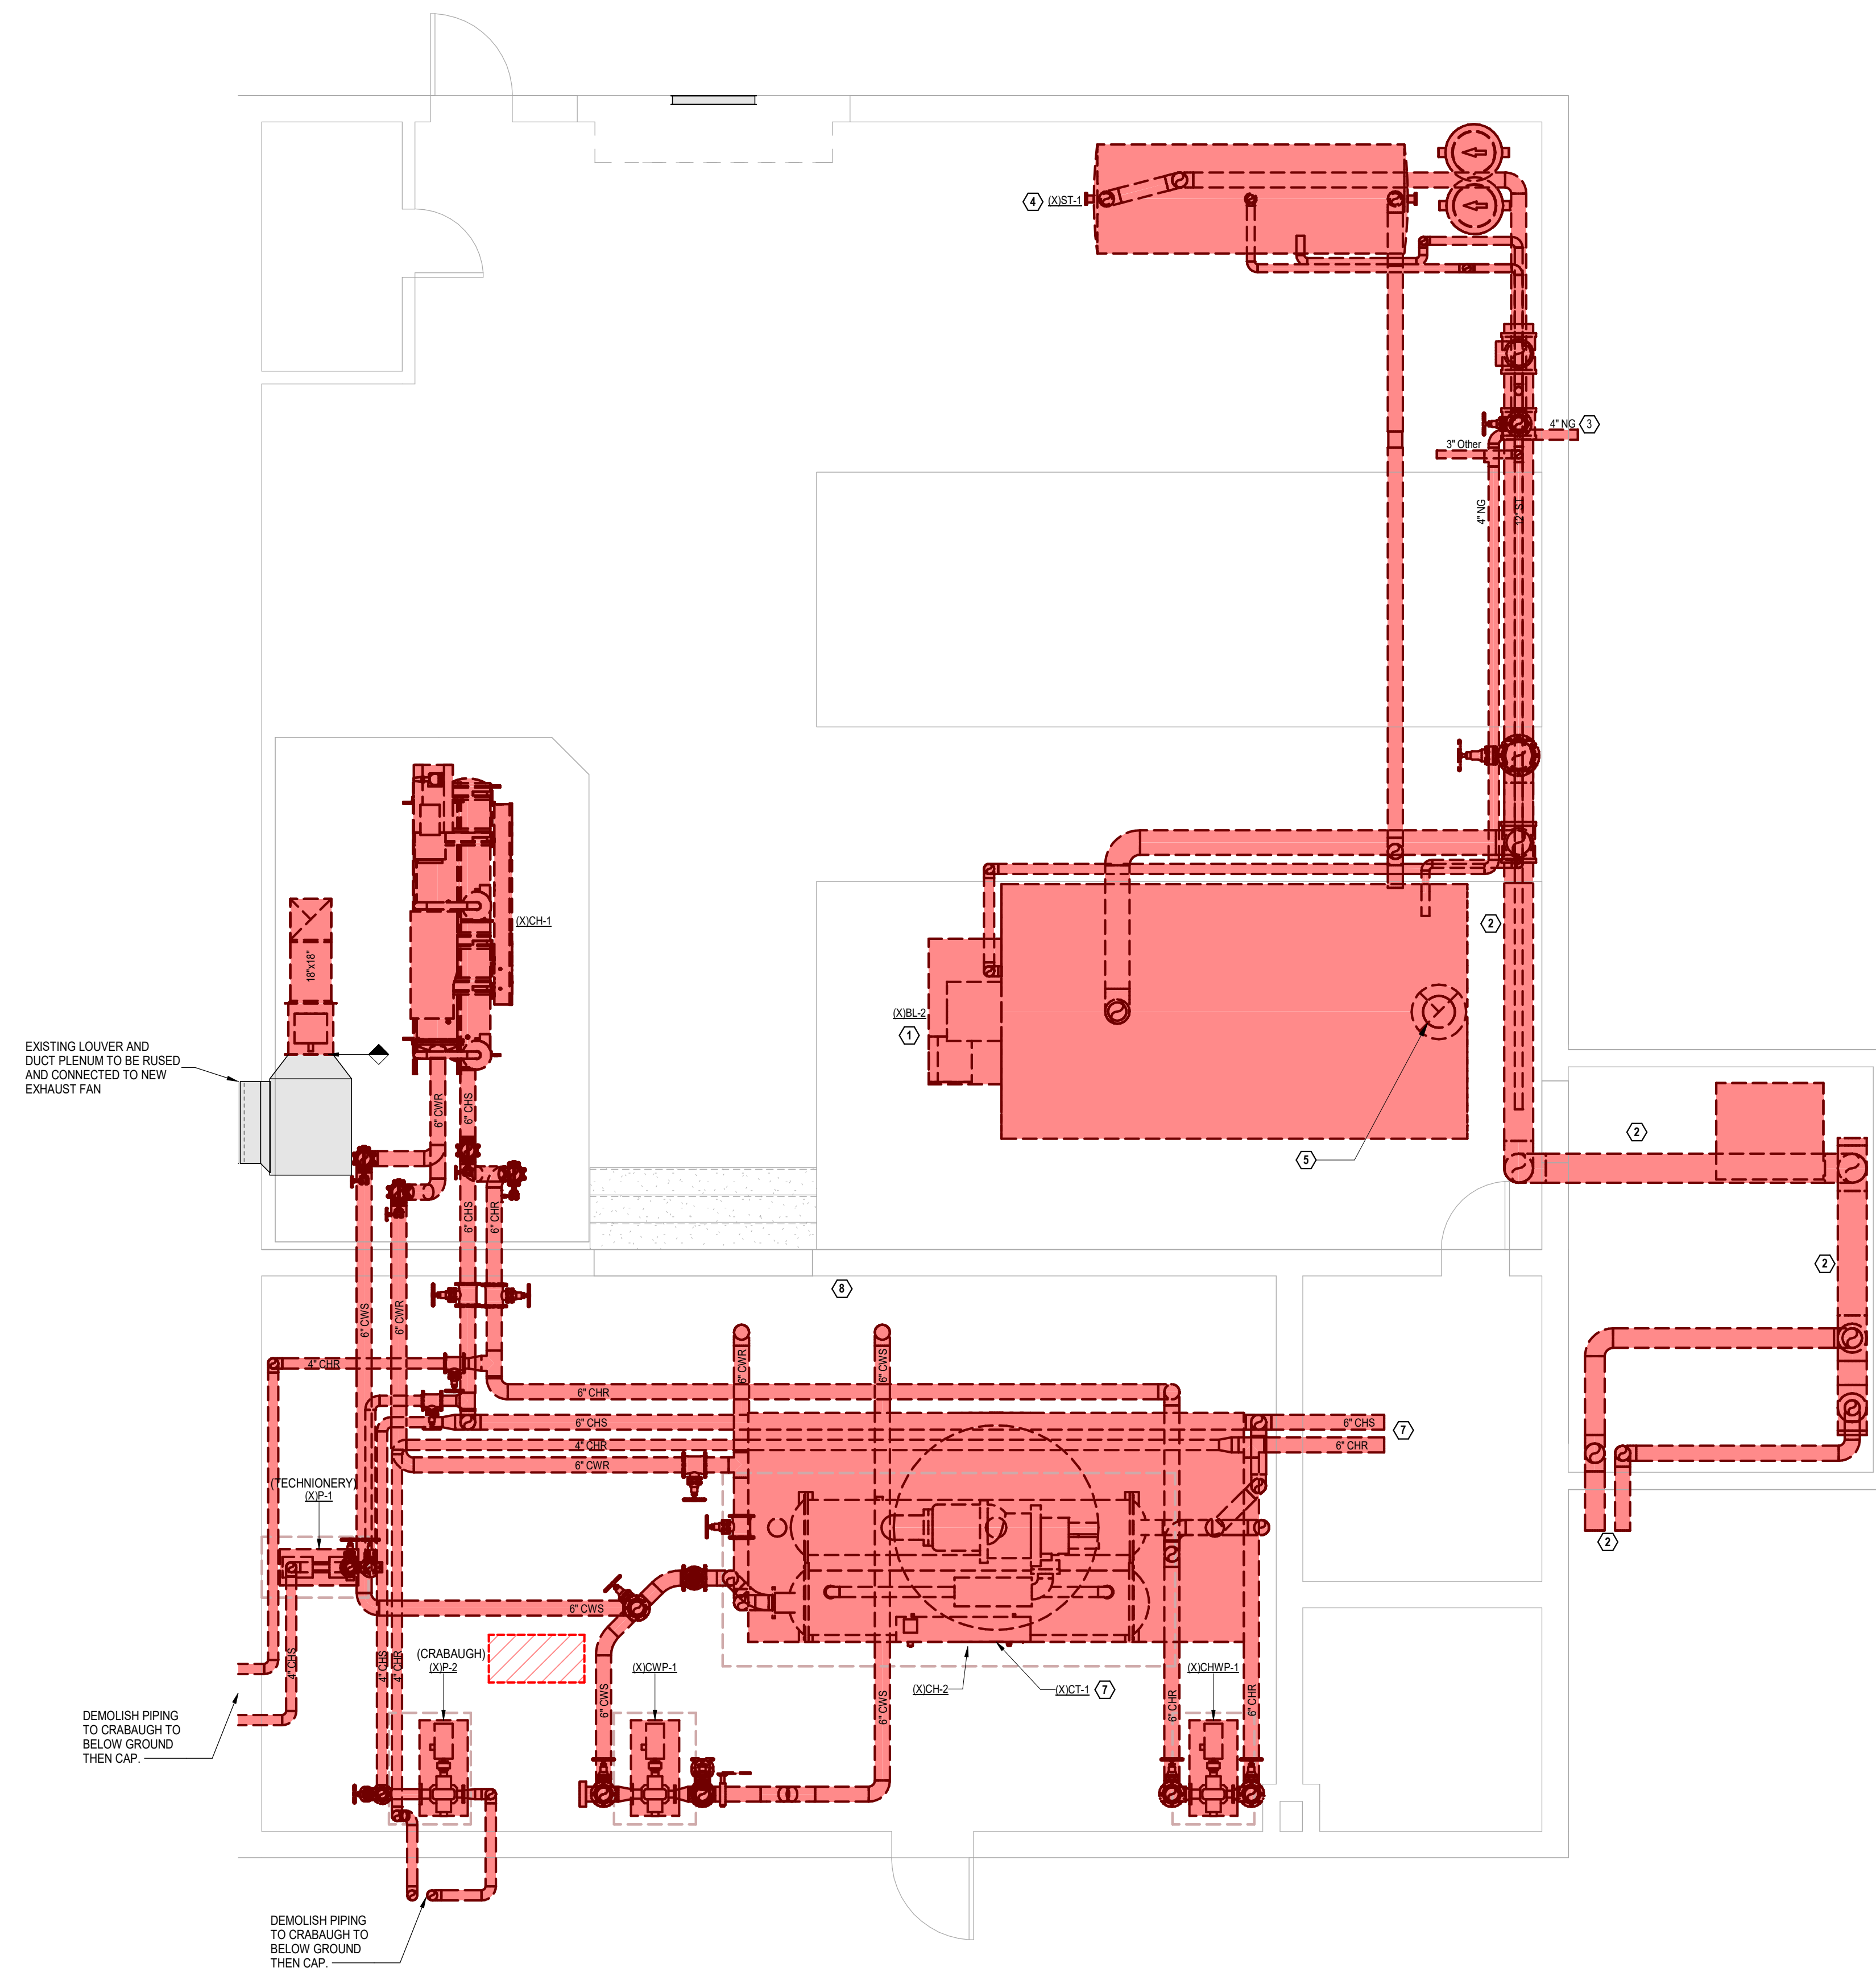 4 (X)ST-1
4" NG 3
3" Other
4" NG
12" ST
(X)CH-1
2
18"x18"
(X)BL-2
1
EXISTING LOUVER AND
DUCT PLENUM TO BE RUSED
AND CONNECTED TO NEW
EXHAUST FAN
6" CWR
6" CHS
2
5
6" CHS
6" CHR
2
8
6" CWS
6" CWR
4" CHR
6" CWR
6" CWS
6" CHR
6" CHS
6" CHS
7
4" CHR
6" CHR
6" CWR
(TECHNIONERY)
(X)P-1
2
6" CWS
(CRABAUGH)
(X)P-2
(X)CWP-1
(X)CHWP-1
4" CHS
4" CHS
4" CHR
(X)CH-2
(X)CT-1 7
6" CWS
6" CWS
6" CHR
6" CHR
DEMOLISH PIPING
TO CRABAUGH TO
BELOW GROUND
THEN CAP.
DEMOLISH PIPING
TO CRABAUGH TO
BELOW GROUND
THEN CAP.